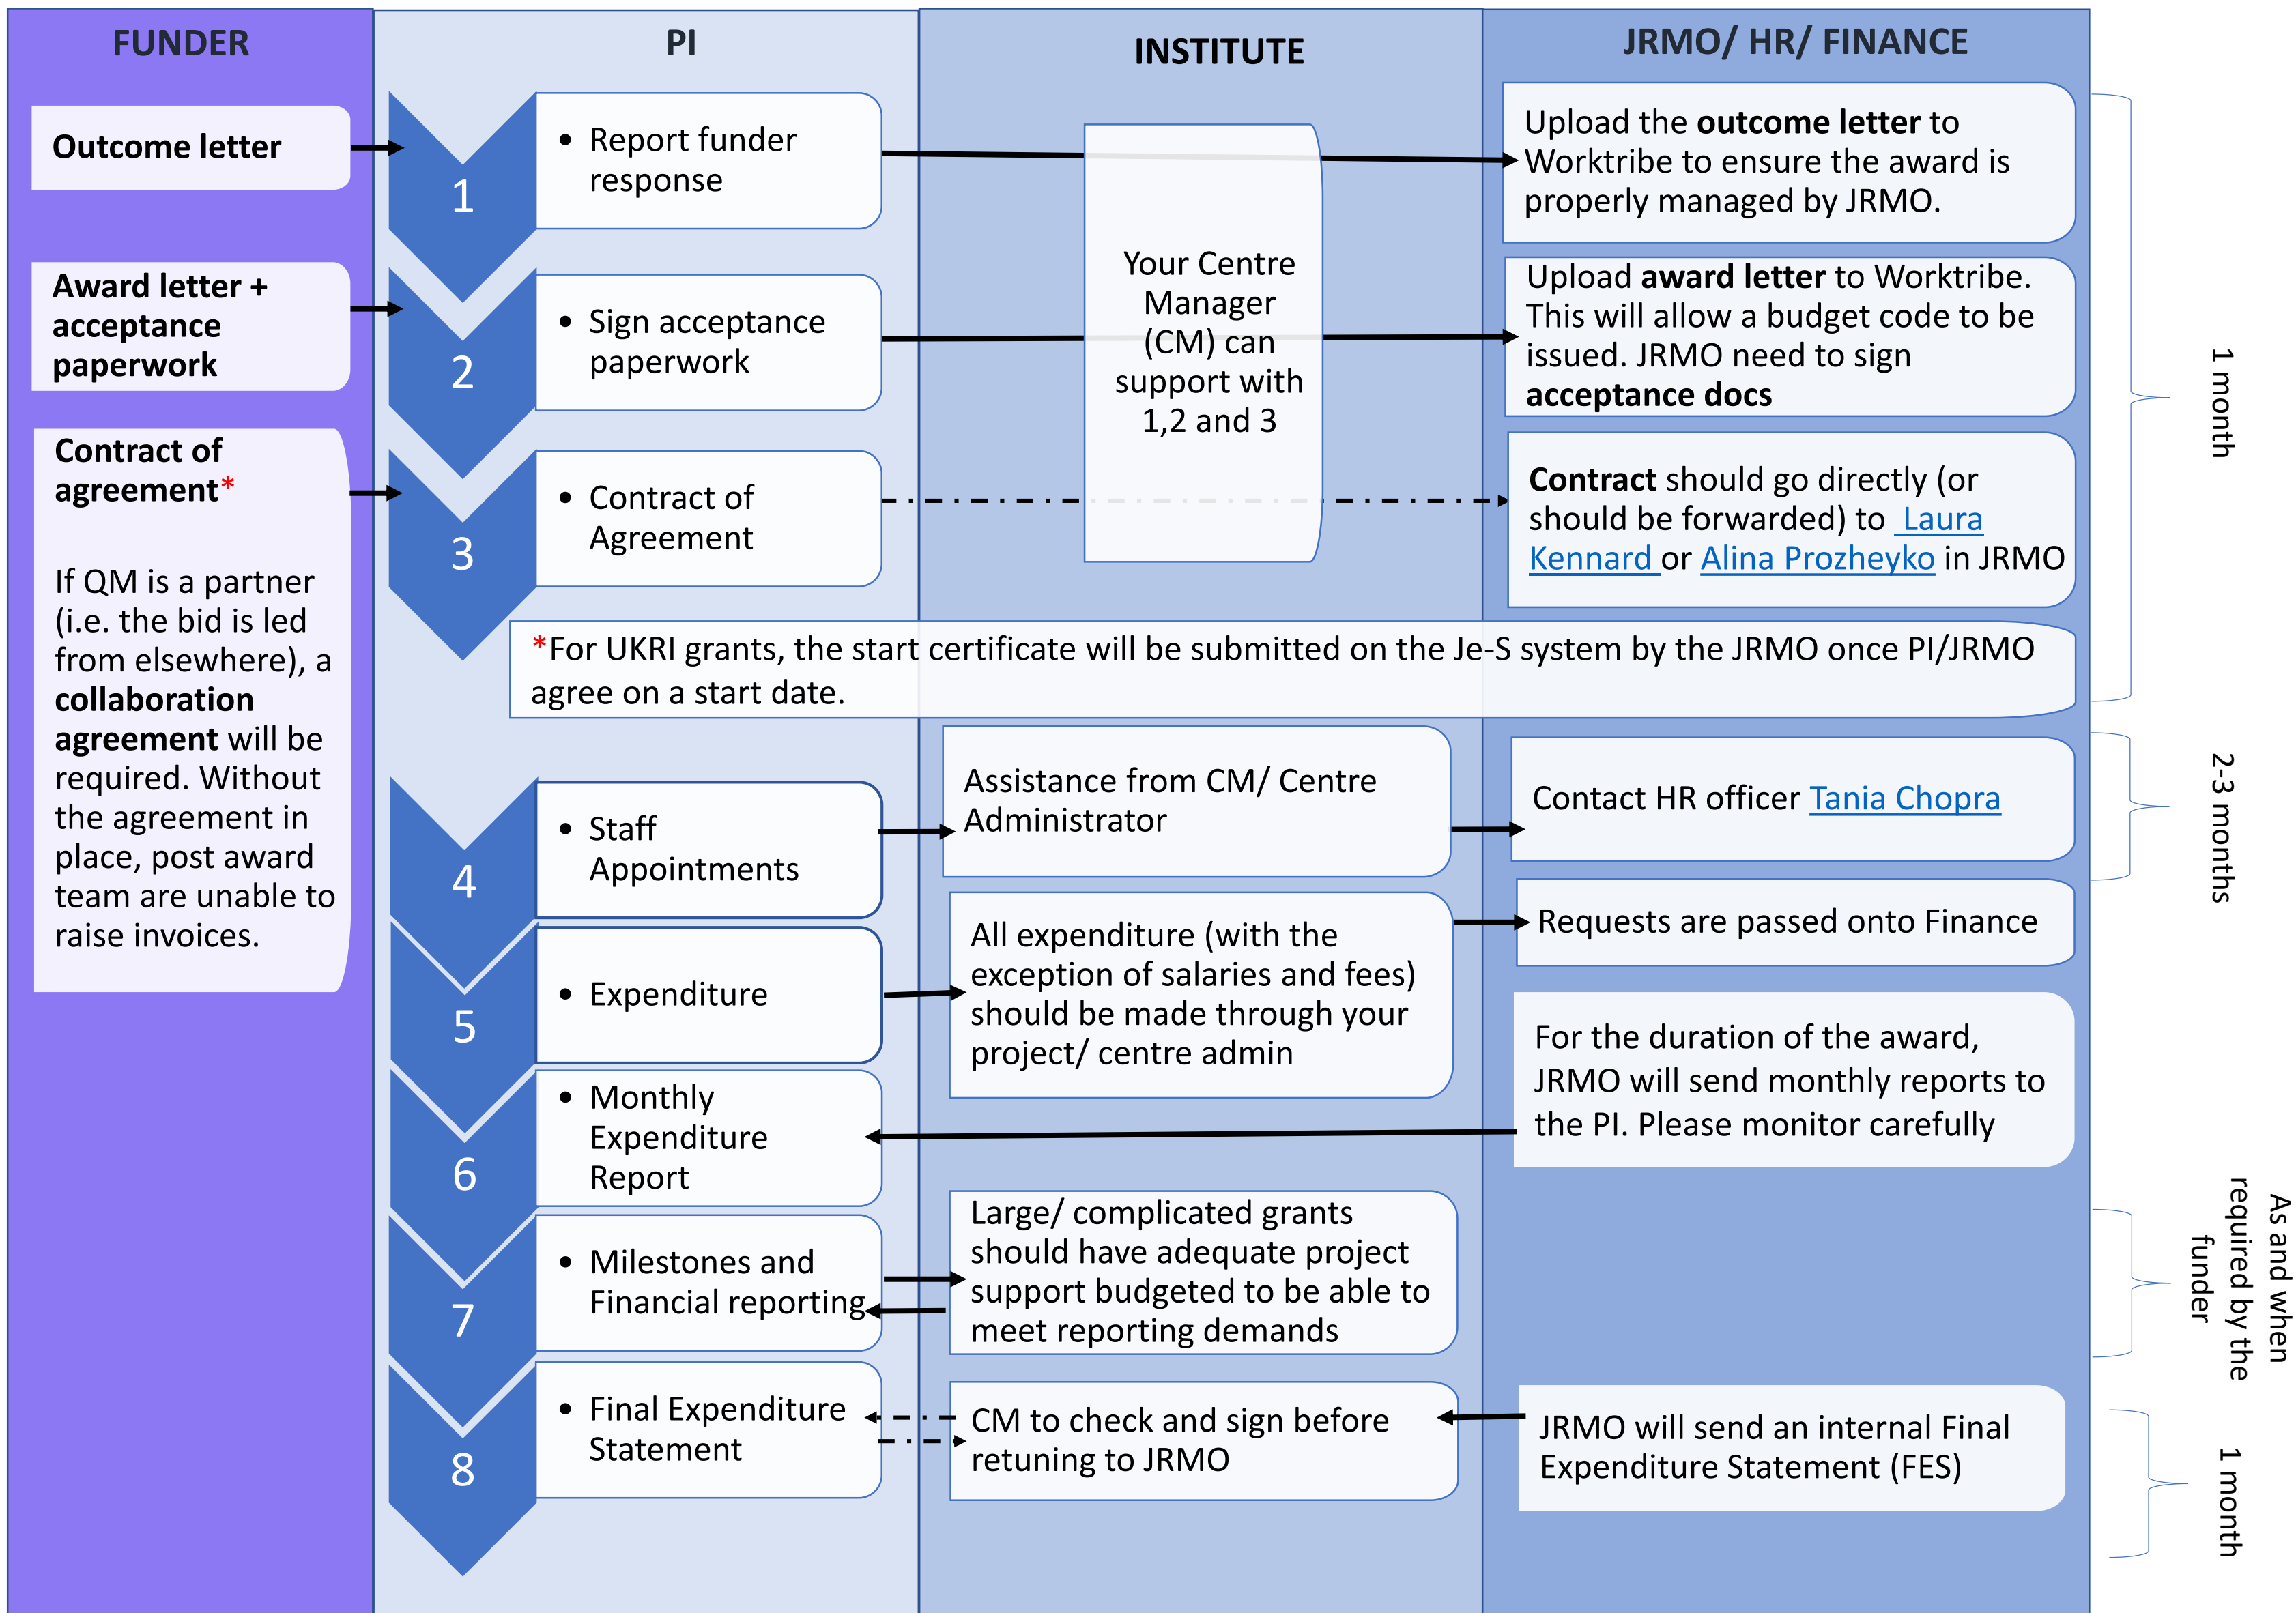 FUNDER
PI
INSTITUTE
JRMO/ HR/ FINANCE
Outcome letter
1
• Report funder
response
Upload the outcome letter to
Worktribe to ensure the award is
properly managed by JRMO.
Award letter +
acceptance
paperwork
2
• Sign acceptance
paperwork
Your Centre
Manager
(CM) can
support with
1,2 and 3
Upload award letter to Worktribe.
This will allow a budget code to be
issued. JRMO need to sign
acceptance docs
1 month
Contract of
agreement*
If QM is a partner
(i.e. the bid is led
from elsewhere), a
collaboration
agreement will be
required. Without
the agreement in
place, post award
team are unable to
raise invoices.
3
• Contract of
Agreement
Contract should go directly (or
should be forwarded) to Laura
Kennard or Alina Prozheyko in JRMO
*For UKRI grants, the start certificate will be submitted on the Je-S system by the JRMO once PI/JRMO
agree on a start date.
4
• Staff
Appointments
Assistance from CM/ Centre
Administrator
Contact HR officer Tania Chopra
2-3 months
5
• Expenditure
All expenditure (with the
exception of salaries and fees)
should be made through your
project/ centre admin
Requests are passed onto Finance
6
• Monthly
Expenditure
Report
For the duration of the award,
JRMO will send monthly reports to
the PI. Please monitor carefully
7
• Milestones and
Financial reporting
Large/ complicated grants
should have adequate project
support budgeted to be able to
meet reporting demands
As and when
required by the
funder
8
• Final Expenditure
Statement
CM to check and sign before
retuning to JRMO
JRMO will send an internal Final
Expenditure Statement (FES)
1 month